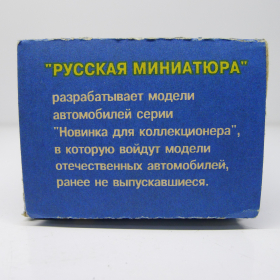 "РУССКАЯ МИНИАТЮРА"
разрабатывает модели
автомобилей серии
"Новинка для коллекционера",
в которую войдут модели
отечественных автомобилей,
ранее не выпускавшиеся.